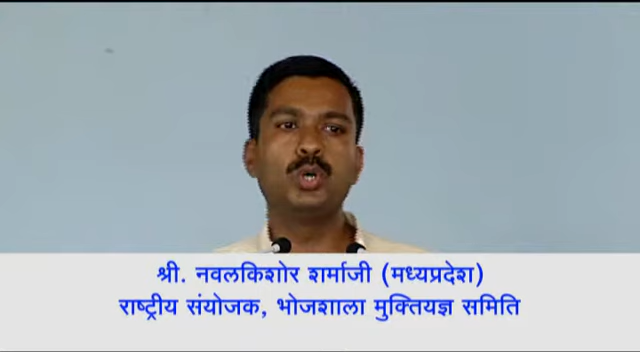 श्री. नवलकिशोर शर्माजी (मध्यप्रदेश)
राष्ट्रीय संयोजक, भोजशाला मुक्तियज्ञ समिति